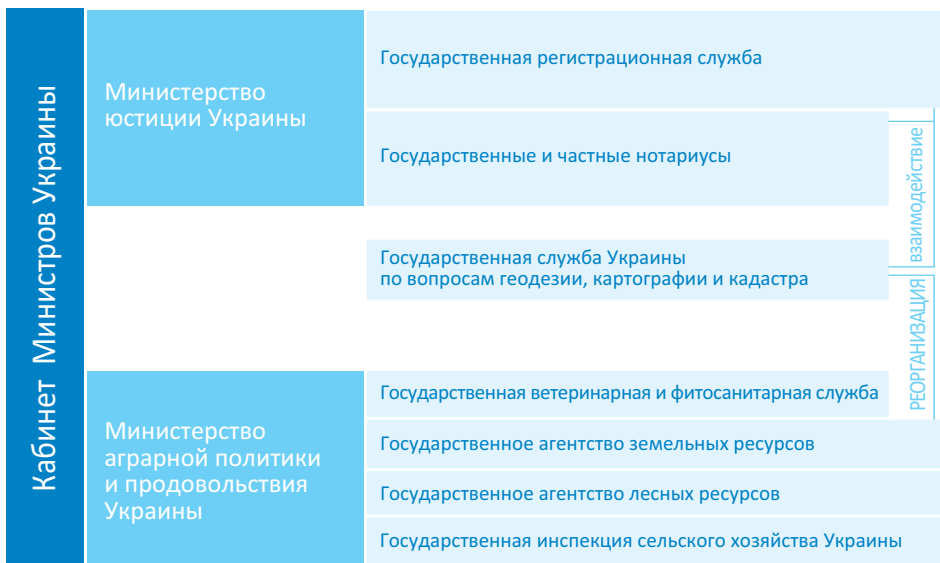 Кабинет Министров Украины
Министерство
юстиции Украины
Государственная регистрационная служба
Государственные и частные нотариусы
взаимодействие
Государственная служба Украины
по вопросам геодезии, картографии и кадастра
РЕОРГАНИЗАЦИЯ
Министерство
аграрной политики
и продовольствия
Украины
Государственная ветеринарная и фитосанитарная служба
Государственное агентство земельных ресурсов
Государственное агентство лесных ресурсов
Государственная инспекция сельского хозяйства Украины